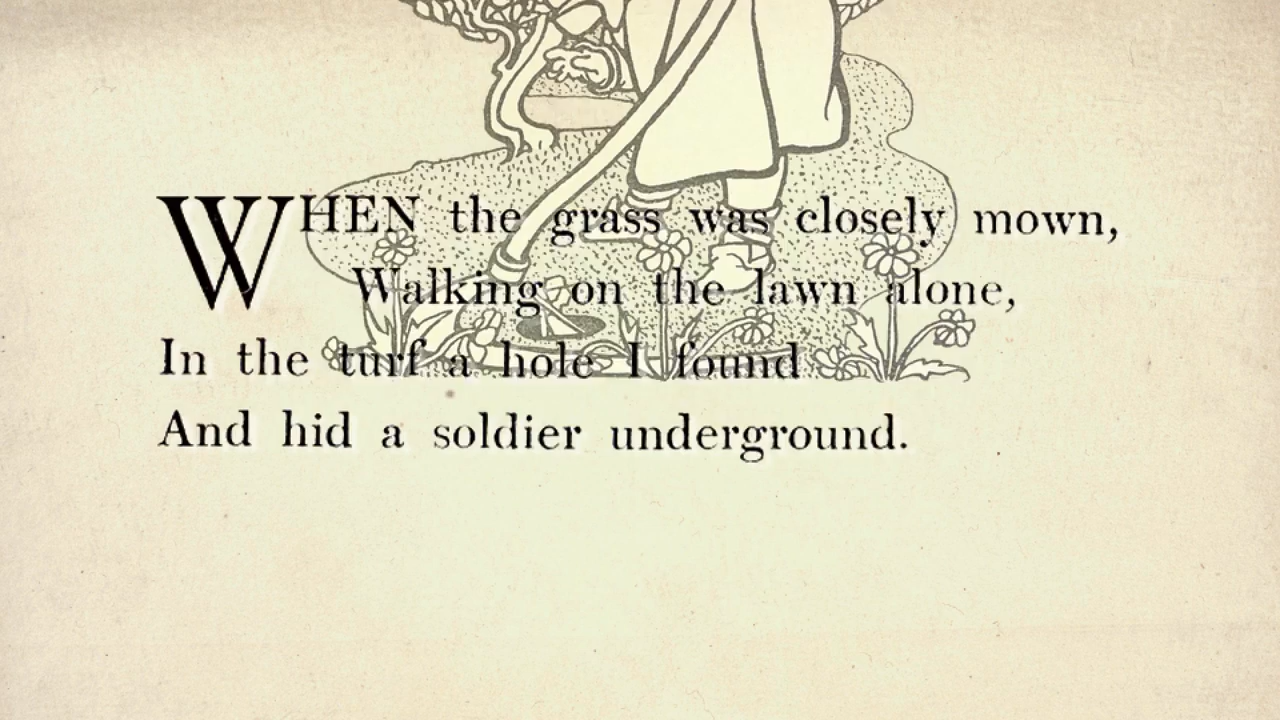 WHEN the grass was closely mown,
Walking on the lawn alone,
In the turf a hole I found
And hid a soldier underground.